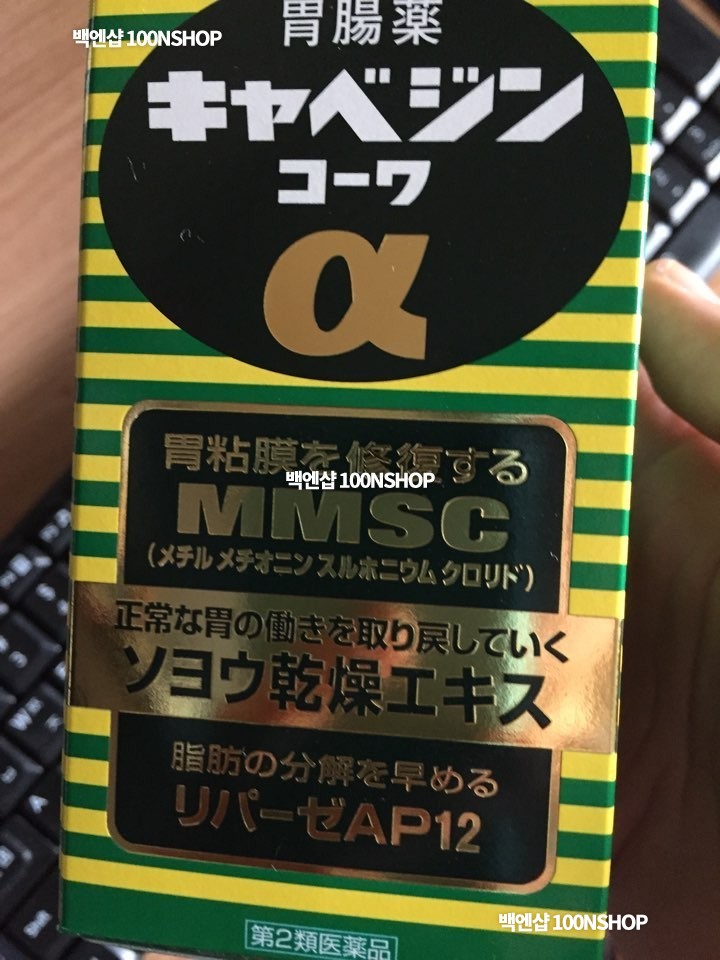 백엔샵 100NSHOP
胃腸薬
キャベジン
コーワ
α
胃粘膜を修復する
백엔샵 100NSHOP
MMSC
(メチルメチオニンスルホニウムクロリド)
正常な胃の働きを取り戻していく
ソヨウ乾燥エキス
脂肪の分解を早める
リパーゼAP12
백엔샵 100NSHOP
第2類医薬品